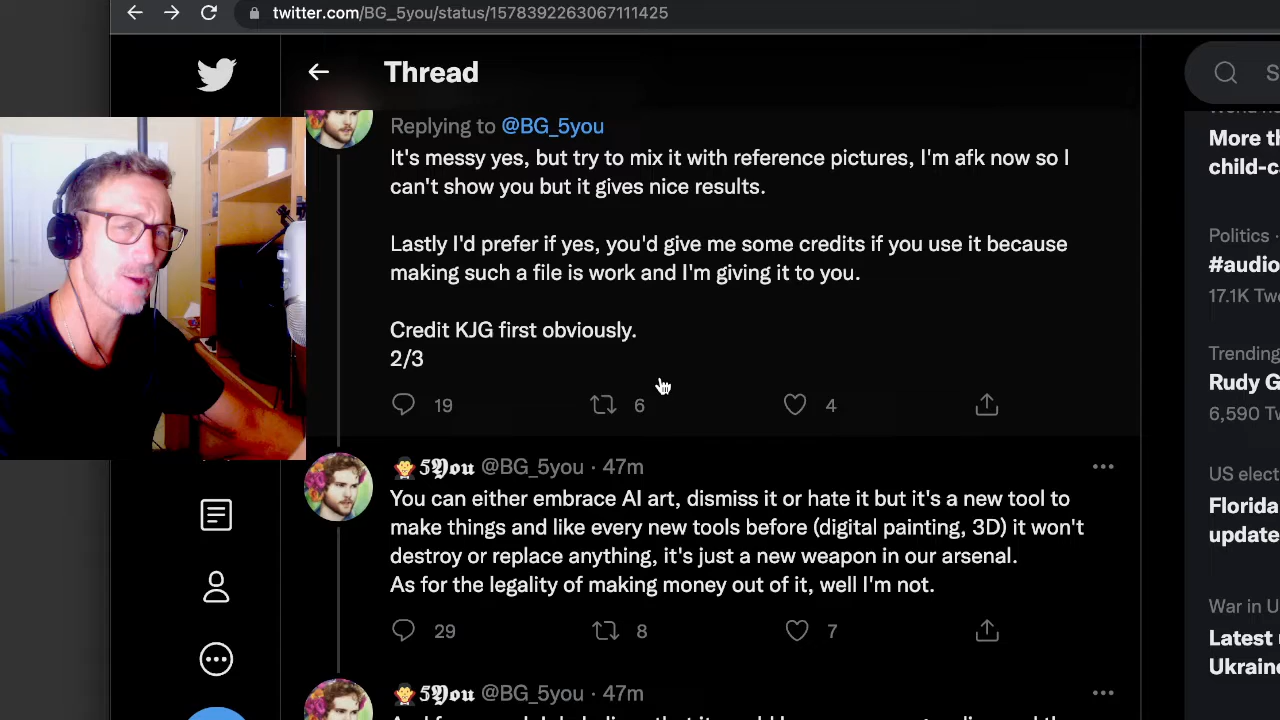 twitter.com/BG_5you/status/1578392263067111425
Thread
Replying to @BG_5you
It's messy yes, but try to mix it with reference pictures, I'm afk now so I
can't show you but it gives nice results.
Lastly I'd prefer if yes, you'd give me some credits if you use it because
making such a file is work and I'm giving it to you.
Credit KJG first obviously.
2/3
19 6 4
5𝖄𝖔𝖚 @BG_5you · 47m
You can either embrace AI art, dismiss it or hate it but it's a new tool to
make things and like every new tools before (digital painting, 3D) it won't
destroy or replace anything, it's just a new weapon in our arsenal.
As for the legality of making money out of it, well I'm not.
29 8 7
5𝖄𝖔𝖚 @BG_5you · 47m
S
More th
child-c
Politics ·
#audio
17.1K Twe
Trending
Rudy G
6,590 Tw
US elect
Florida
update
War in U
Latest
Ukraine